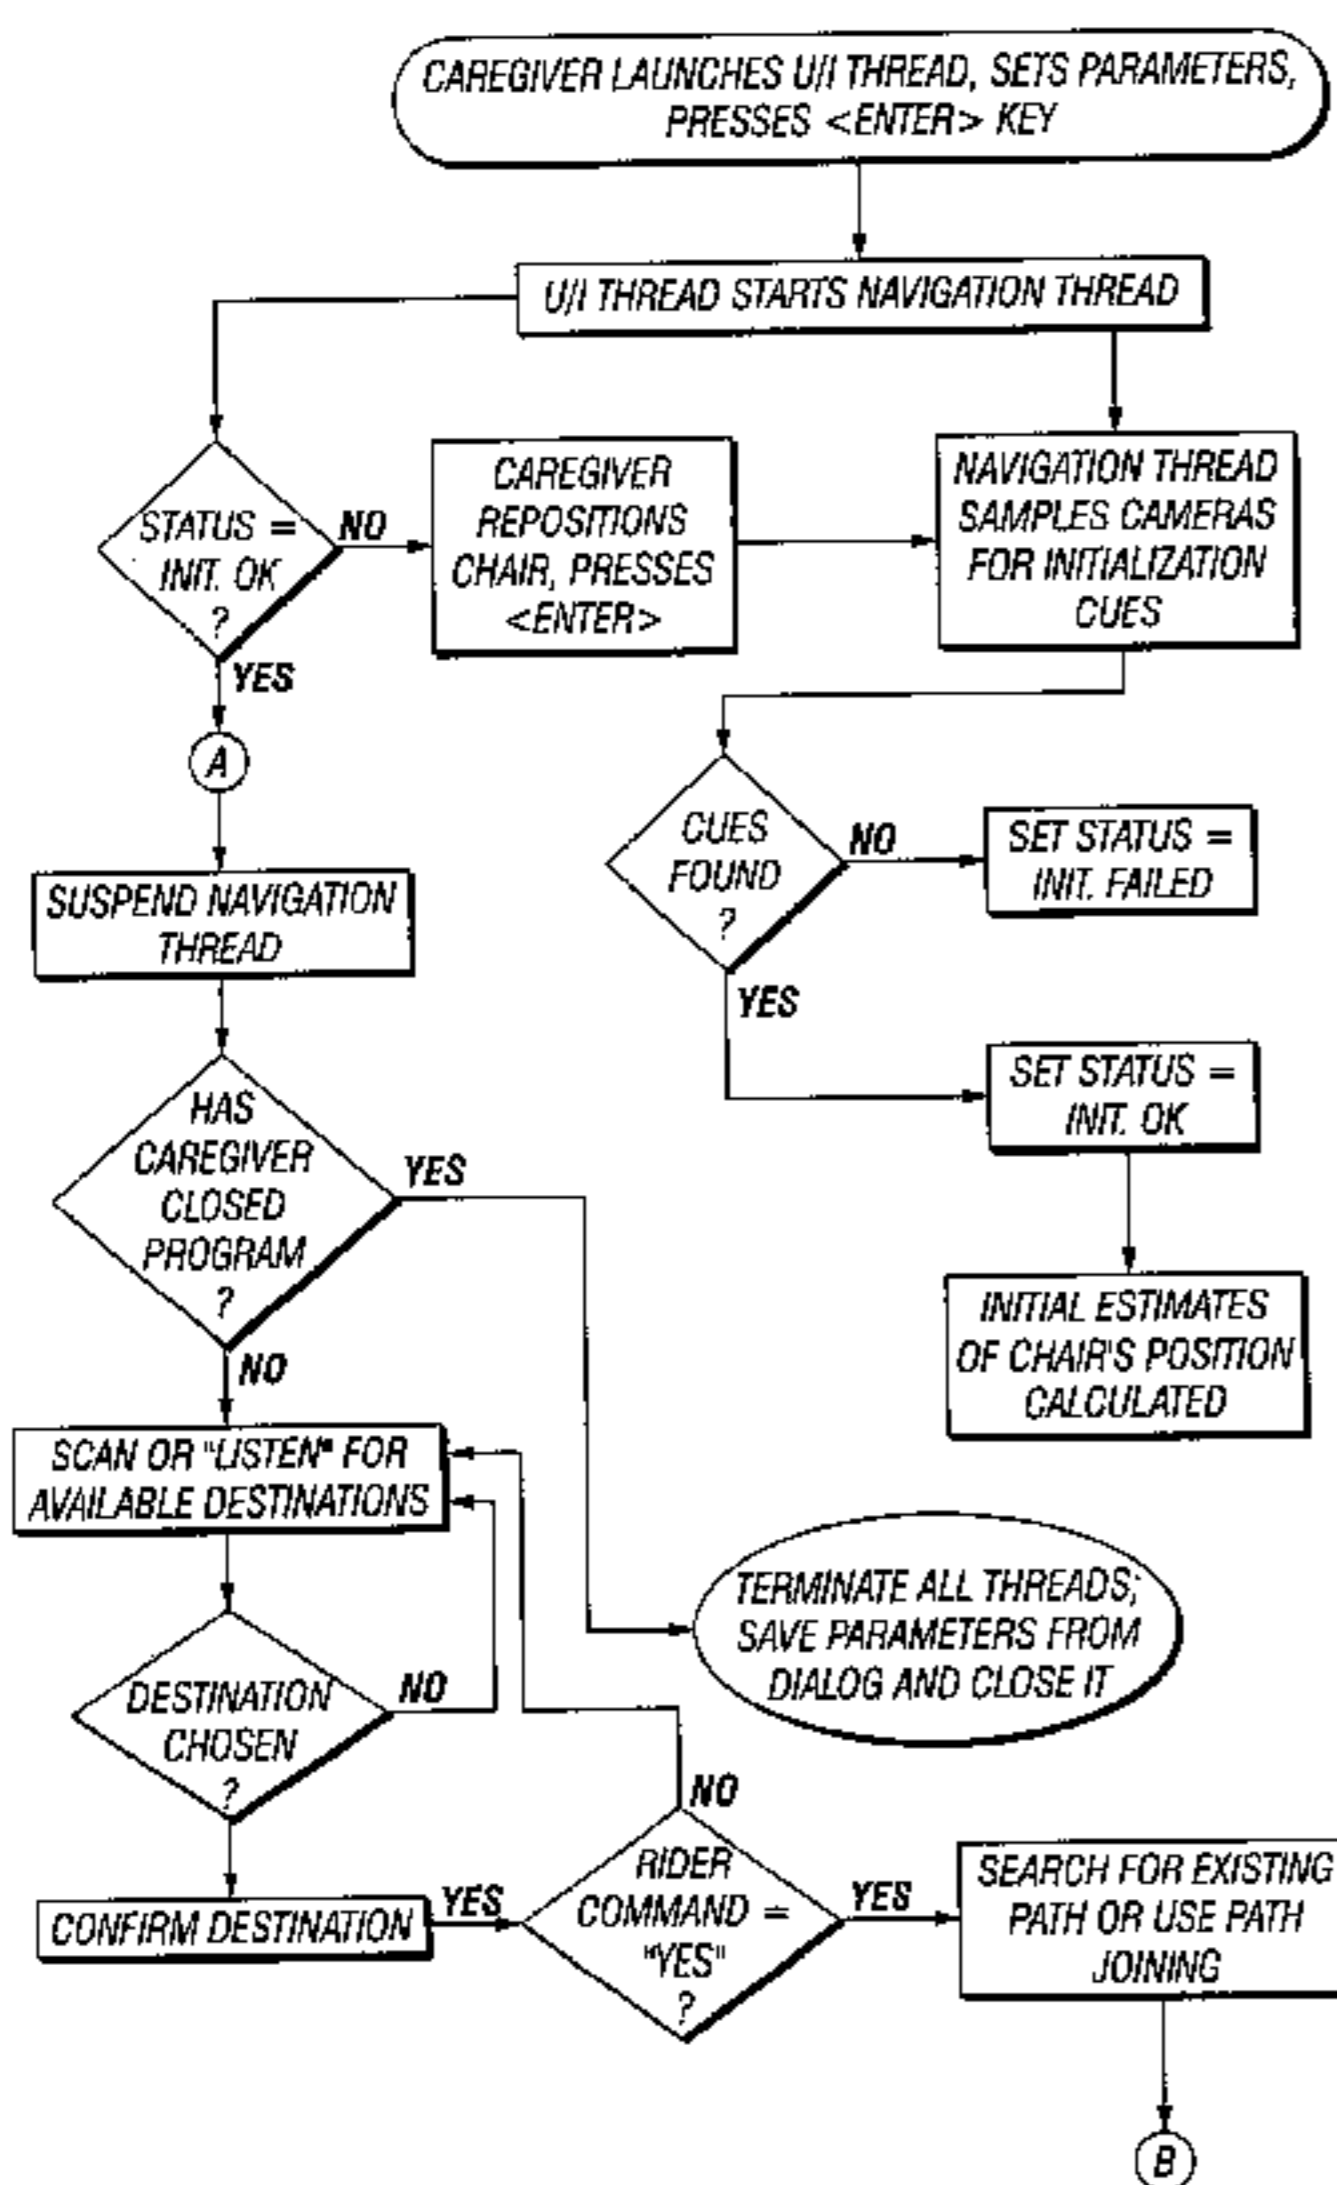 CAREGIVER LAUNCHES U/I THREAD, SETS PARAMETERS,
PRESSES <ENTER> KEY
U/I THREAD STARTS NAVIGATION THREAD
STATUS =
INIT. OK
?
NO
YES
CAREGIVER
REPOSITIONS
CHAIR, PRESSES
<ENTER>
NAVIGATION THREAD
SAMPLES CAMERAS
FOR INITIALIZATION
CUES
A
CUES
FOUND
?
NO
YES
SET STATUS =
INIT. FAILED
SUSPEND NAVIGATION
THREAD
SET STATUS =
INIT. OK
HAS
CAREGIVER
CLOSED
PROGRAM
?
YES
NO
INITIAL ESTIMATES
OF CHAIR'S POSITION
CALCULATED
SCAN OR "LISTEN" FOR
AVAILABLE DESTINATIONS
TERMINATE ALL THREADS;
SAVE PARAMETERS FROM
DIALOG AND CLOSE IT
DESTINATION
CHOSEN
?
NO
CONFIRM DESTINATION
YES
NO
RIDER
COMMAND =
"YES"
?
YES
SEARCH FOR EXISTING
PATH OR USE PATH
JOINING
B